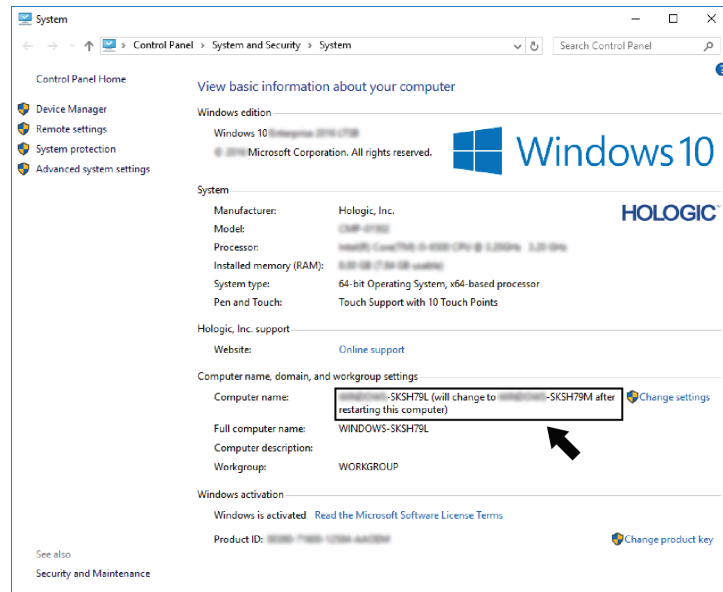 System
Control Panel > System and Security > System
Search Control Panel
Control Panel Home
Device Manager
Remote settings
System protection
Advanced system settings
View basic information about your computer
Windows edition
Windows 10
Microsoft Corporation. All rights reserved.
Windows 10
System
Manufacturer: Hologic, Inc.
HOLOGIC™
Model:
Processor:
Installed memory (RAM):
System type: 64-bit Operating System, x64-based processor
Pen and Touch: Touch Support with 10 Touch Points
Hologic, Inc. support
Website: Online support
Computer name, domain, and workgroup settings
Computer name: -SKSH79L (will change to -SKSH79M after
restarting this computer)
Change settings
Full computer name: WINDOWS-SKSH79L
Computer description:
Workgroup: WORKGROUP
Windows activation
Windows is activated Read the Microsoft Software License Terms
Product ID:
Change product key
See also
Security and Maintenance